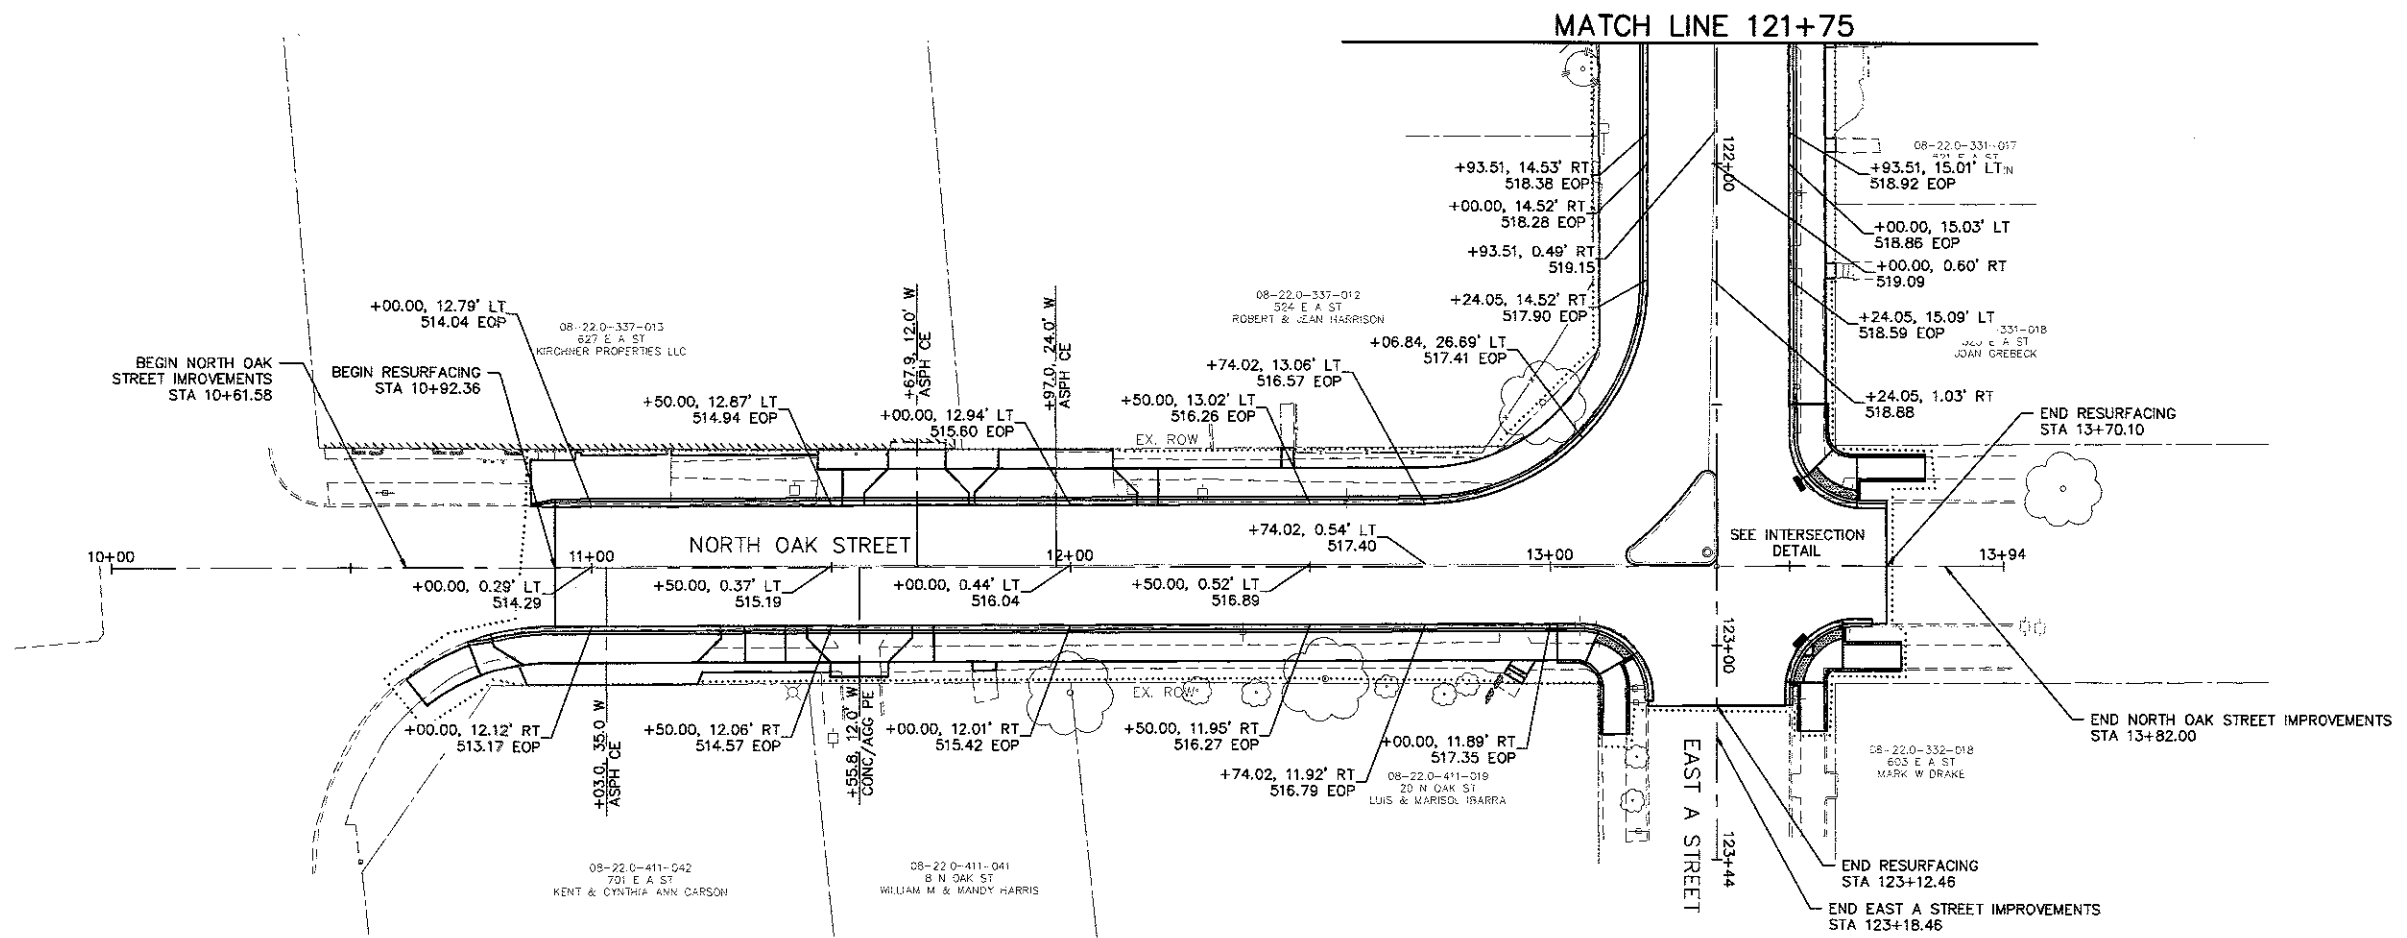 MATCH LINE 121+75
08-22.0-331-017
+93.51, 14.53' RT
518.38 EOP
+93.51, 15.01' LT
518.92 EOP
122+00
+00.00, 14.52' RT
518.28 EOP
+00.00, 15.03' LT
518.86 EOP
+93.51, 0.49' RT
519.15
+00.00, 0.60' RT
519.09
+24.05, 14.52' RT
517.90 EOP
+24.05, 15.09' LT
518.59 EOP
-331-018
E A ST
JOAN GREBECK
08-22.0-337-012
524 E A ST
ROBERT & JEAN HARRISON
+00.00, 12.79' LT
514.04 EOP
08-22.0-337-013
627 E A ST
KIRCHNER PROPERTIES LLC
+67.9, 12.0' W
ASPH CE
+97.0, 24.0' W
ASPH CE
+06.84, 26.69' LT
517.41 EOP
+74.02, 13.06' LT
516.57 EOP
BEGIN NORTH OAK
STREET IMROVEMENTS
STA 10+61.58
BEGIN RESURFACING
STA 10+92.36
+50.00, 12.87' LT
514.94 EOP
+00.00, 12.94' LT
515.60 EOP
+50.00, 13.02' LT
516.26 EOP
+24.05, 1.03' RT
518.88
END RESURFACING
STA 13+70.10
EX. ROW
NORTH OAK STREET
+74.02, 0.54' LT
517.40
SEE INTERSECTION
DETAIL
10+00
11+00
12+00
13+00
13+94
+00.00, 0.29' LT
514.29
+50.00, 0.37' LT
515.19
+00.00, 0.44' LT
516.04
+50.00, 0.52' LT
516.89
123+00
EX. ROW
+00.00, 12.12' RT
513.17 EOP
+03.0, 35.0 W
ASPH CE
+50.00, 12.06' RT
514.57 EOP
+55.8, 12.0' W
CONC/AGG PE
+00.00, 12.01' RT
515.42 EOP
+50.00, 11.95' RT
516.27 EOP
+00.00, 11.89' RT
517.35 EOP
+74.02, 11.92' RT
516.79 EOP
08-22.0-411-019
20 N OAK ST
LUIS & MARISOL IBARRA
EAST A STREET
END NORTH OAK STREET IMPROVEMENTS
STA 13+82.00
08-22.0-332-018
603 E A ST
MARK W DRAKE
123+44
08-22.0-411-042
701 E A ST
KENT & CYNTHIA ANN CARSON
08-22.0-411-041
8 N OAK ST
WILLIAM M & MANDY HARRIS
END RESURFACING
STA 123+12.46
END EAST A STREET IMPROVEMENTS
STA 123+18.46